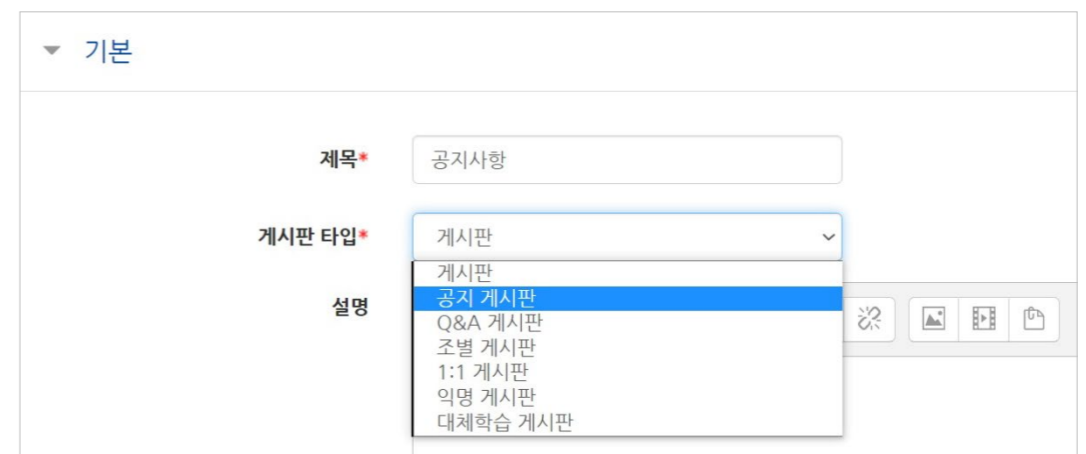 기본
제목*
공지사항
게시판 타입*
게시판
게시판
공지 게시판
설명
Q&A 게시판
조별 게시판
1:1 게시판
익명 게시판
대체학습 게시판